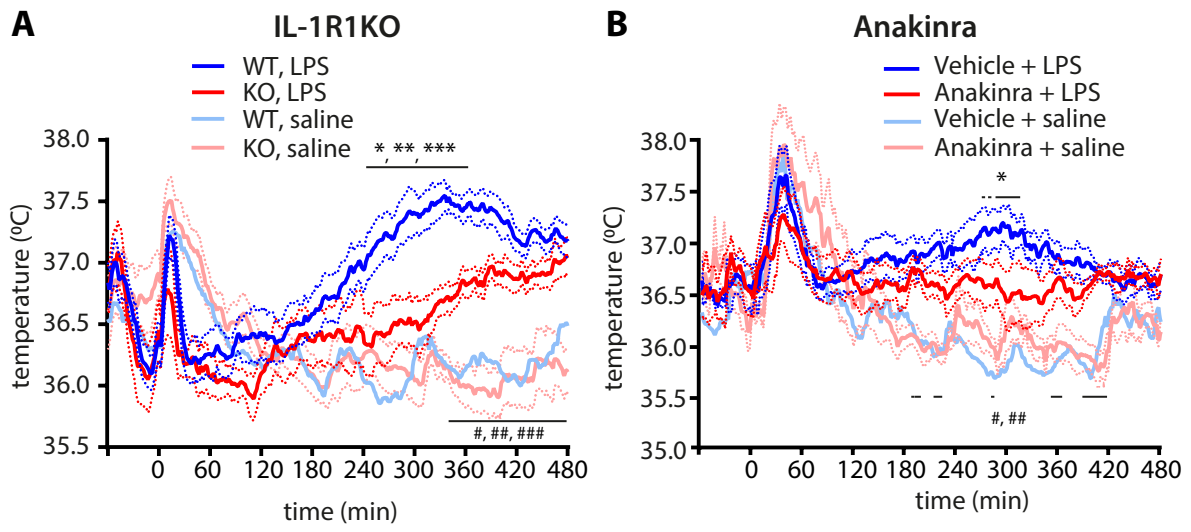 A
IL-1R1KO
WT, LPS
KO, LPS
WT, saline
KO, saline
38.0
37.5
37.0
36.5
36.0
35.5
temperature (ºC)
*, **, ***
#, ##, ###
0 60 120 180 240 300 360 420 480
time (min)
B
Anakinra
Vehicle + LPS
Anakinra + LPS
Vehicle + saline
Anakinra + saline
38.0
37.5
37.0
36.5
36.0
35.5
35.0
temperature (ºC)
*
#, ##
0 60 120 180 240 300 360 420 480
time (min)